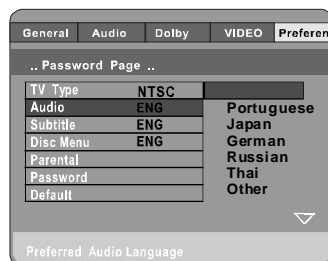 General Audio Dolby VIDEO Preferen
.. Password Page ..
TV Type NTSC
Audio ENG Portuguese
Subtitle ENG Japan
Disc Menu ENG German
Parental Russian
Password Thai
Default Other
Preferred Audio Language